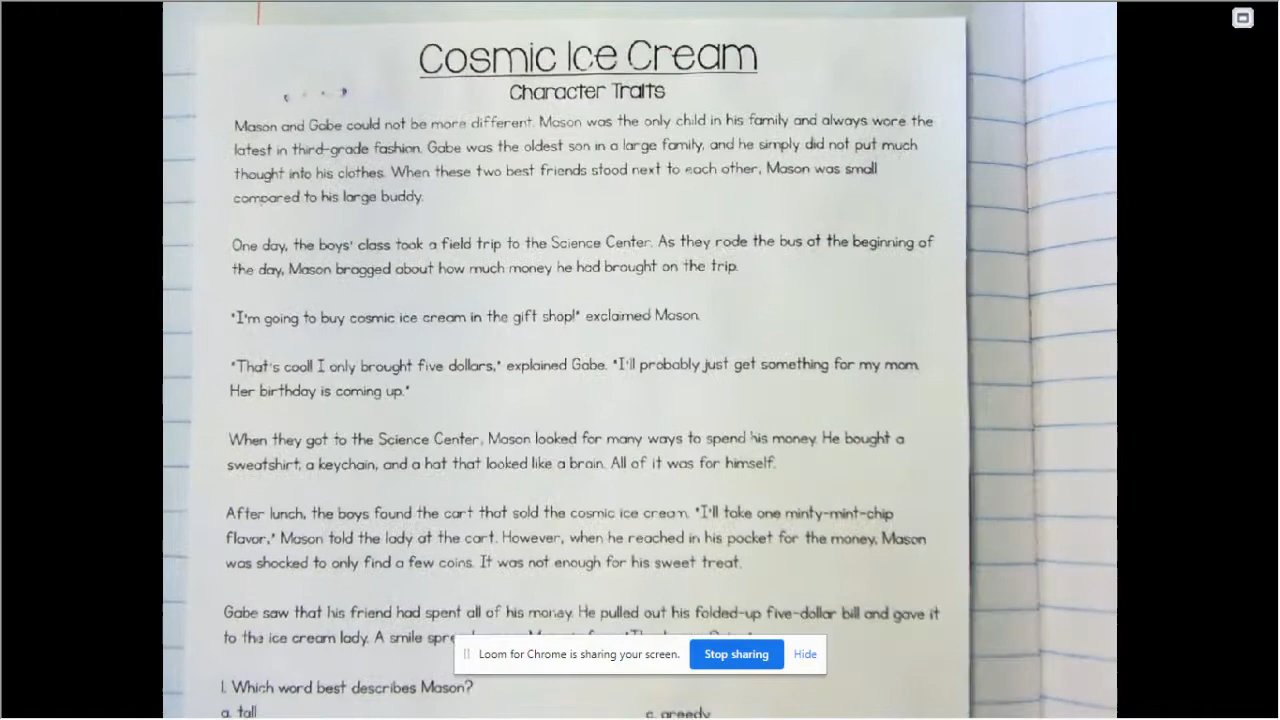 Cosmic Ice Cream
Character Traits
Mason and Gabe could not be more different. Mason was the only child in his family and always wore the
latest in third-grade fashion. Gabe was the oldest son in a large family, and he simply did not put much
thought into his clothes. When these two best friends stood next to each other, Mason was small
compared to his large buddy.
One day, the boys' class took a field trip to the Science Center. As they rode the bus at the beginning of
the day, Mason bragged about how much money he had brought on the trip.
"I'm going to buy cosmic ice cream in the gift shop!" exclaimed Mason.
"That's cool! I only brought five dollars," explained Gabe. "I'll probably just get something for my mom.
Her birthday is coming up."
When they got to the Science Center, Mason looked for many ways to spend his money. He bought a
sweatshirt, a keychain, and a hat that looked like a brain. All of it was for himself.
After lunch, the boys found the cart that sold the cosmic ice cream. "I'll take one minty-mint-chip
flavor," Mason told the lady at the cart. However, when he reached in his pocket for the money, Mason
was shocked to only find a few coins. It was not enough for his sweet treat.
Gabe saw that his friend had spent all of his money. He pulled out his folded-up five-dollar bill and gave it
to the ice cream lady. A smile spre
Loom for Chrome is sharing your screen. Stop sharing Hide
1. Which word best describes Mason?
a. tall c. greedy